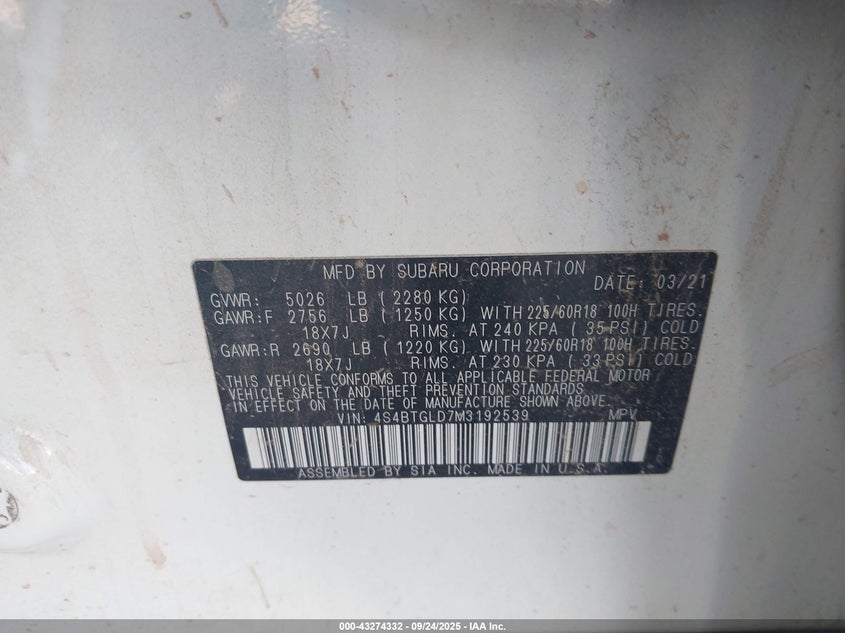 MFD BY SUBARU CORPORATION
DATE: 03/21
GVWR: 5026 LB (2280 KG)
GAWR:F 2756 LB (1250 KG) WITH 225/60R18 100H TIRES.
18X7J RIMS. AT 240 KPA (35 PSI) COLD
GAWR:R 2690 LB (1220 KG) WITH 225/60R18 100H TIRES.
18X7J RIMS. AT 230 KPA (33 PSI) COLD
THIS VEHICLE CONFORMS TO ALL APPLICABLE FEDERAL MOTOR
VEHICLE SAFETY AND THEFT PREVENTION STANDARDS
IN EFFECT ON THE DATE OF MANUFACTURE SHOWN ABOVE.
VIN: 4S4BTGLD7M3192539 MPV
ASSEMBLED BY SIA INC. MADE IN U.S.A.
000-43274332 - 09/24/2025 - IAA Inc.